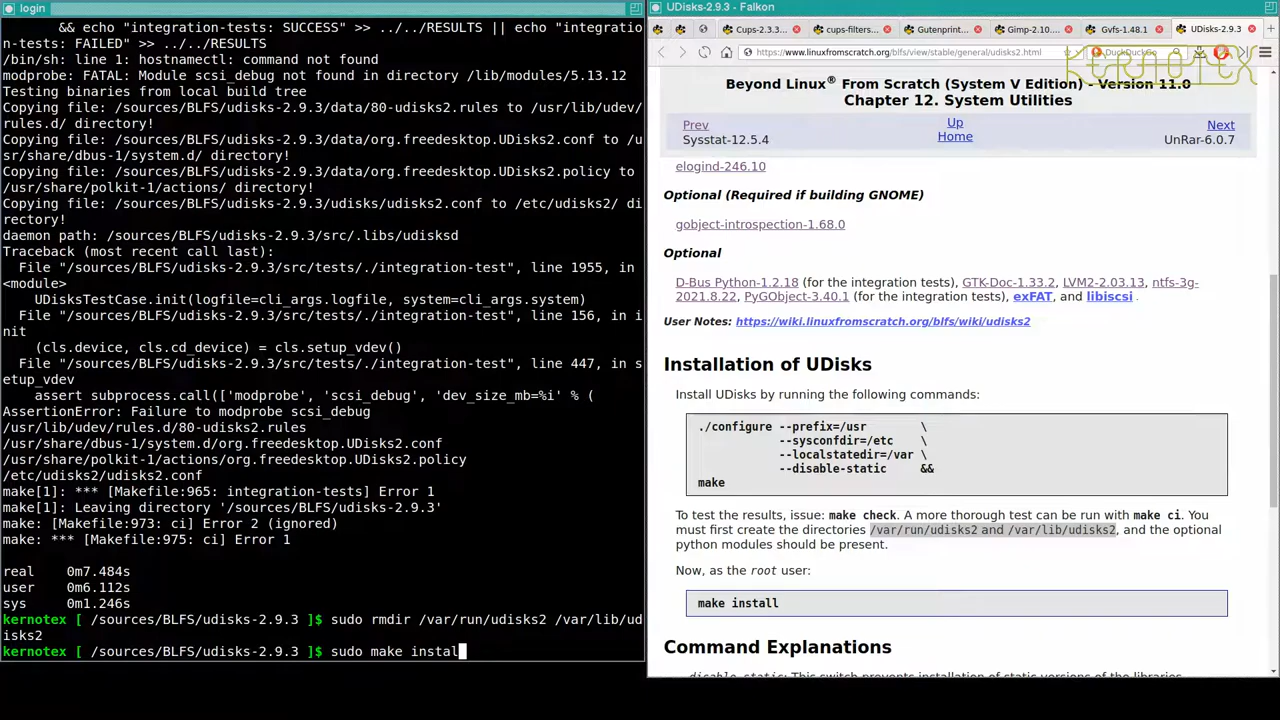 login
&& echo "integration-tests: SUCCESS" >> ../../RESULTS || echo "integratio
n-tests: FAILED" >> ../../RESULTS
/bin/sh: line 1: hostnamectl: command not found
modprobe: FATAL: Module scsi_debug not found in directory /lib/modules/5.13.12
Testing binaries from local build tree
Copying file: /sources/BLFS/udisks-2.9.3/data/80-udisks2.rules to /usr/lib/udev/
rules.d/ directory!
Copying file: /sources/BLFS/udisks-2.9.3/data/org.freedesktop.UDisks2.conf to /u
sr/share/dbus-1/system.d/ directory!
Copying file: /sources/BLFS/udisks-2.9.3/data/org.freedesktop.UDisks2.policy to
/usr/share/polkit-1/actions/ directory!
Copying file: /sources/BLFS/udisks-2.9.3/udisks/udisks2.conf to /etc/udisks2/ di
rectory!
daemon path: /sources/BLFS/udisks-2.9.3/src/.libs/udisksd
Traceback (most recent call last):
File "/sources/BLFS/udisks-2.9.3/src/tests/./integration-test", line 1955, in
<module>
UDisksTestCase.init(logfile=cli_args.logfile, system=cli_args.system)
File "/sources/BLFS/udisks-2.9.3/src/tests/./integration-test", line 156, in i
nit
(cls.device, cls.cd_device) = cls.setup_vdev()
File "/sources/BLFS/udisks-2.9.3/src/tests/./integration-test", line 447, in s
etup_vdev
assert subprocess.call(['modprobe', 'scsi_debug', 'dev_size_mb=%i' % (
AssertionError: Failure to modprobe scsi_debug
/usr/lib/udev/rules.d/80-udisks2.rules
/usr/share/dbus-1/system.d/org.freedesktop.UDisks2.conf
/usr/share/polkit-1/actions/org.freedesktop.UDisks2.policy
/etc/udisks2/udisks2.conf
make[1]: *** [Makefile:965: integration-tests] Error 1
make[1]: Leaving directory '/sources/BLFS/udisks-2.9.3'
make: [Makefile:973: ci] Error 2 (ignored)
make: *** [Makefile:975: ci] Error 1
real 0m7.484s
user 0m6.112s
sys 0m1.246s
kernotex [ /sources/BLFS/udisks-2.9.3 ]$ sudo rmdir /var/run/udisks2 /var/lib/ud
isks2
kernotex [ /sources/BLFS/udisks-2.9.3 ]$ sudo make instal
UDisks-2.9.3 - Falkon
Cups-2.3.3... cups-filters... Gutenprint... Gimp-2.10.... Gvfs-1.48.1 UDisks-2.9.3
https://www.linuxfromscratch.org/blfs/view/stable/general/udisks2.html
DuckDuckGo
KERNOTEX
Beyond Linux® From Scratch (System V Edition) - Version 11.0
Chapter 12. System Utilities
Prev Up Next
Sysstat-12.5.4 Home UnRar-6.0.7
elogind-246.10
Optional (Required if building GNOME)
gobject-introspection-1.68.0
Optional
D-Bus Python-1.2.18 (for the integration tests), GTK-Doc-1.33.2, LVM2-2.03.13, ntfs-3g-
2021.8.22, PyGObject-3.40.1 (for the integration tests), exFAT, and libiscsi .
User Notes: https://wiki.linuxfromscratch.org/blfs/wiki/udisks2
Installation of UDisks
Install UDisks by running the following commands:
./configure --prefix=/usr \
--sysconfdir=/etc \
--localstatedir=/var \
--disable-static &&
make
To test the results, issue: make check. A more thorough test can be run with make ci. You
must first create the directories /var/run/udisks2 and /var/lib/udisks2, and the optional
python modules should be present.
Now, as the root user:
make install
Command Explanations
--disable-static: This switch prevents installation of static versions of the libraries.